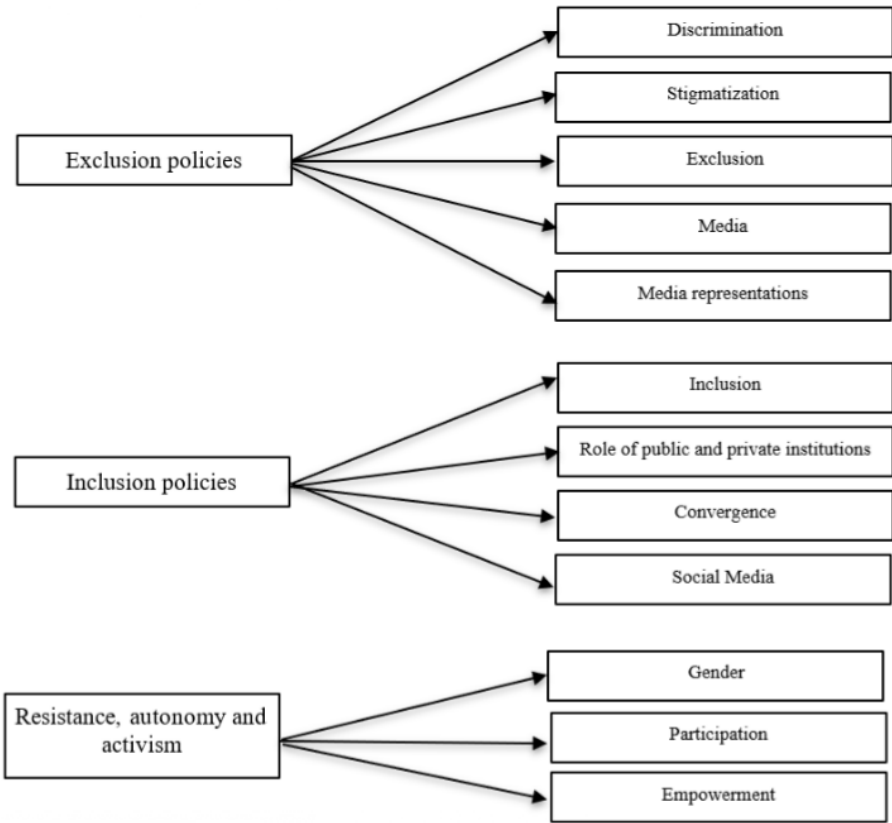 Exclusion policies
Discrimination
Stigmatization
Exclusion
Media
Media representations
Inclusion policies
Inclusion
Role of public and private institutions
Convergence
Social Media
Resistance, autonomy and
activism
Gender
Participation
Empowerment